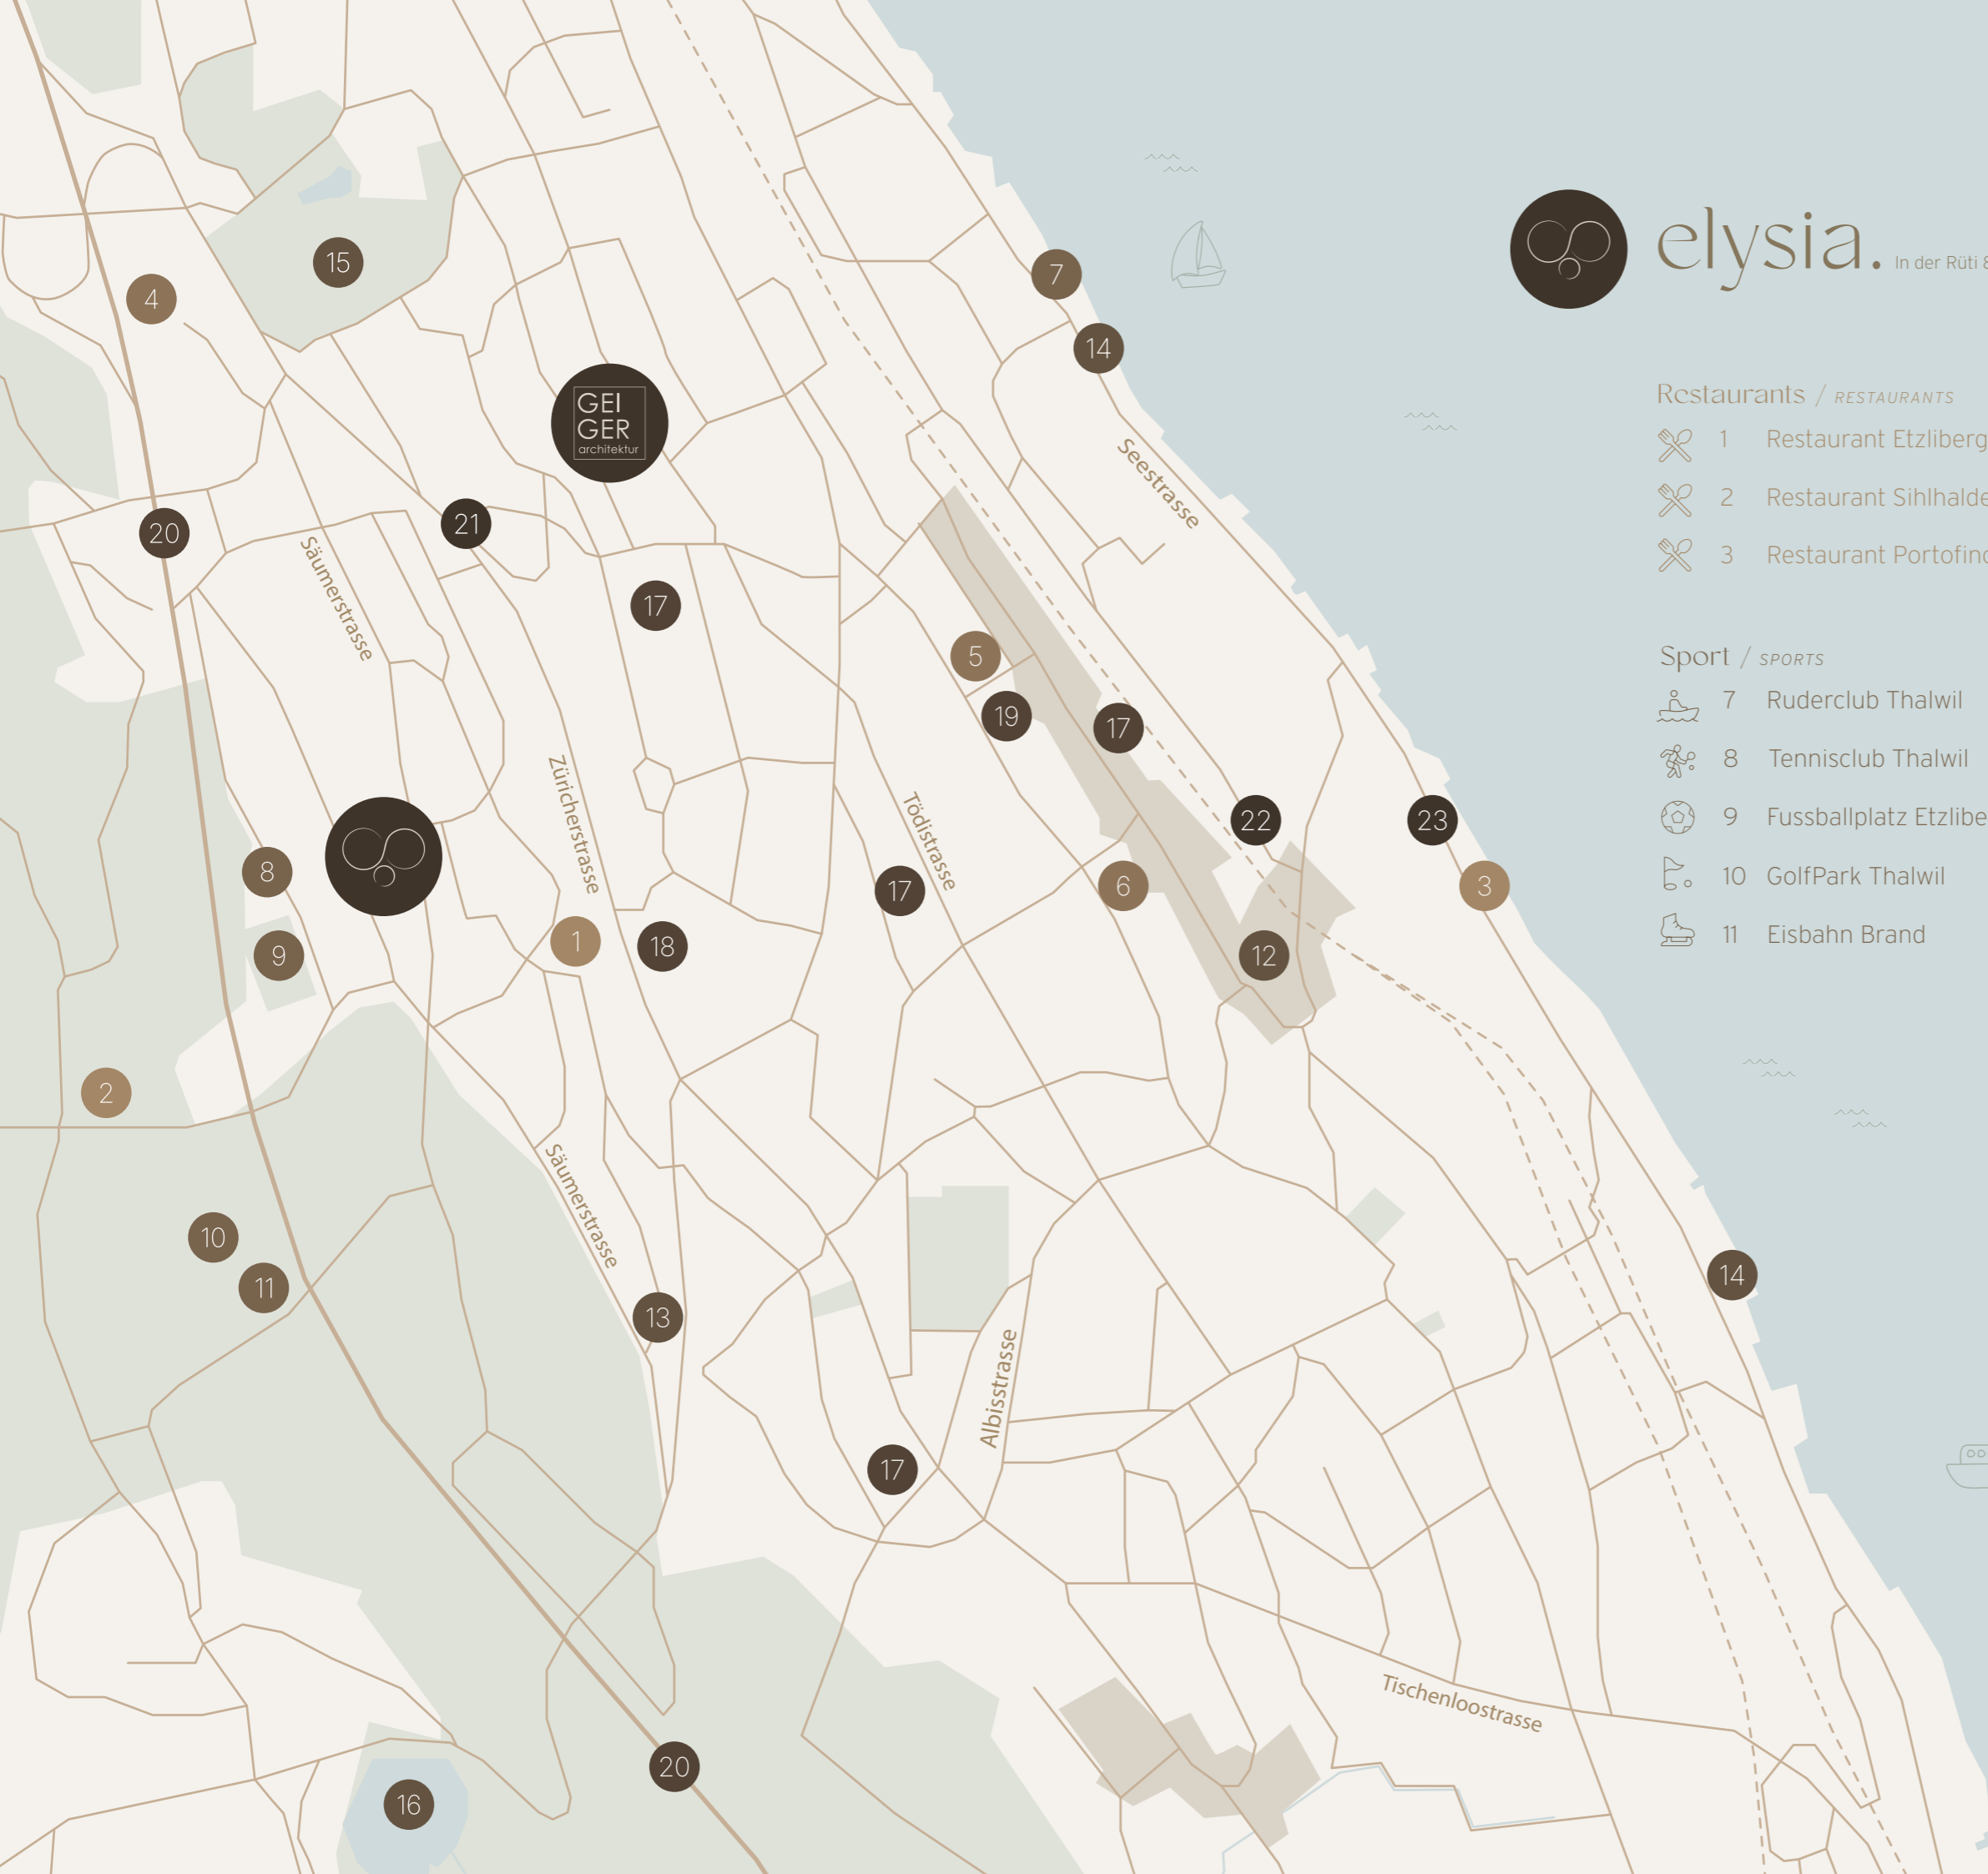 elysia. In der Rüti
Restaurants / RESTAURANTS
1 Restaurant Etzliberg
2 Restaurant Sihlhalde
3 Restaurant Portofino
Sport / SPORTS
7 Ruderclub Thalwil
8 Tennisclub Thalwil
9 Fussballplatz Etzlibe
10 GolfPark Thalwil
11 Eisbahn Brand
15
4
7
14
GEI
GER
architektur
Seestrasse
20
21
Säumerstrasse
17
5
19
17
Zürcherstrasse
Tödistrasse
22
23
8
17
6
3
1
18
9
12
2
Säumerstrasse
10
11
14
13
Albisstrasse
17
Tischenloostrasse
20
16